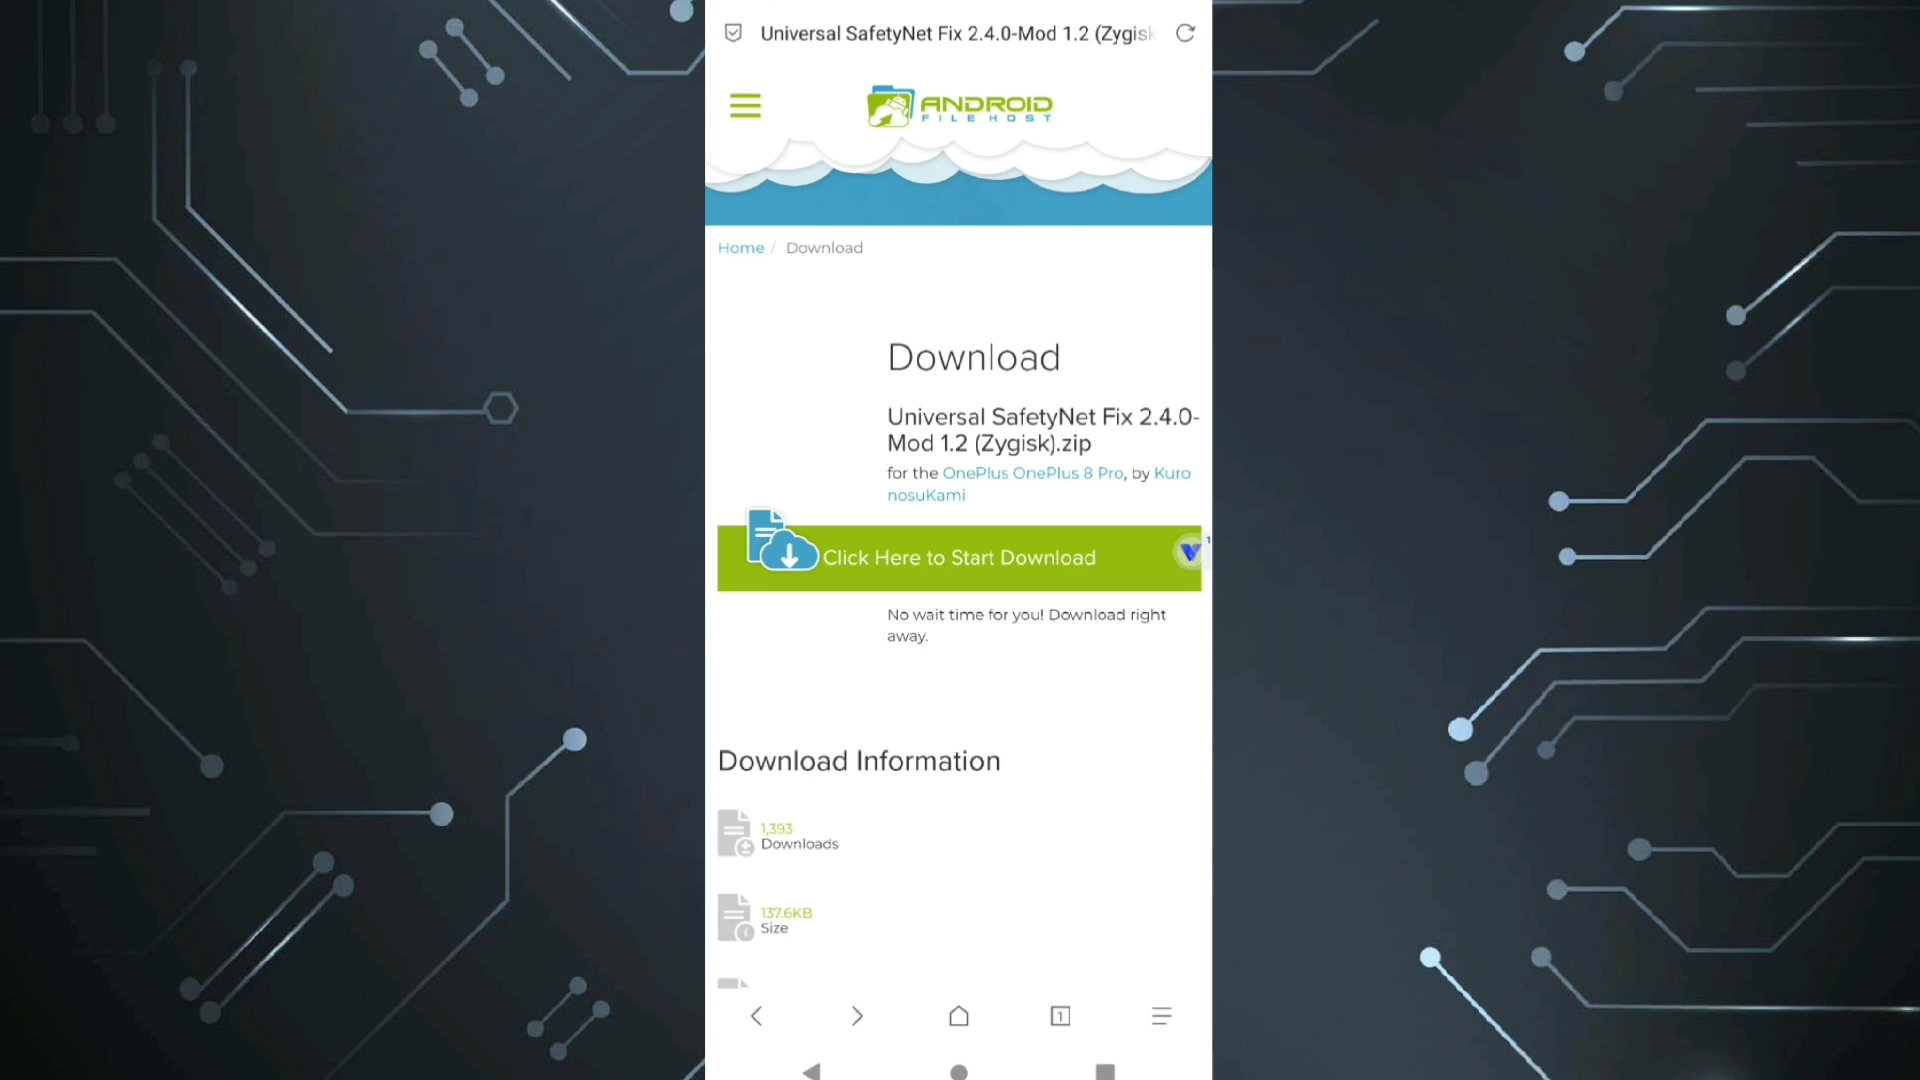 Universal SafetyNet Fix 2.4.0-Mod 1.2 (Zygisk
ANDROID
FILE HOST
Home / Download
Download
Universal SafetyNet Fix 2.4.0-
Mod 1.2 (Zygisk).zip
for the OnePlus OnePlus 8 Pro, by Kuro
nosuKami
Click Here to Start Download
1
No wait time for you! Download right
away.
Download Information
1,393
Downloads
137.6KB
Size
1